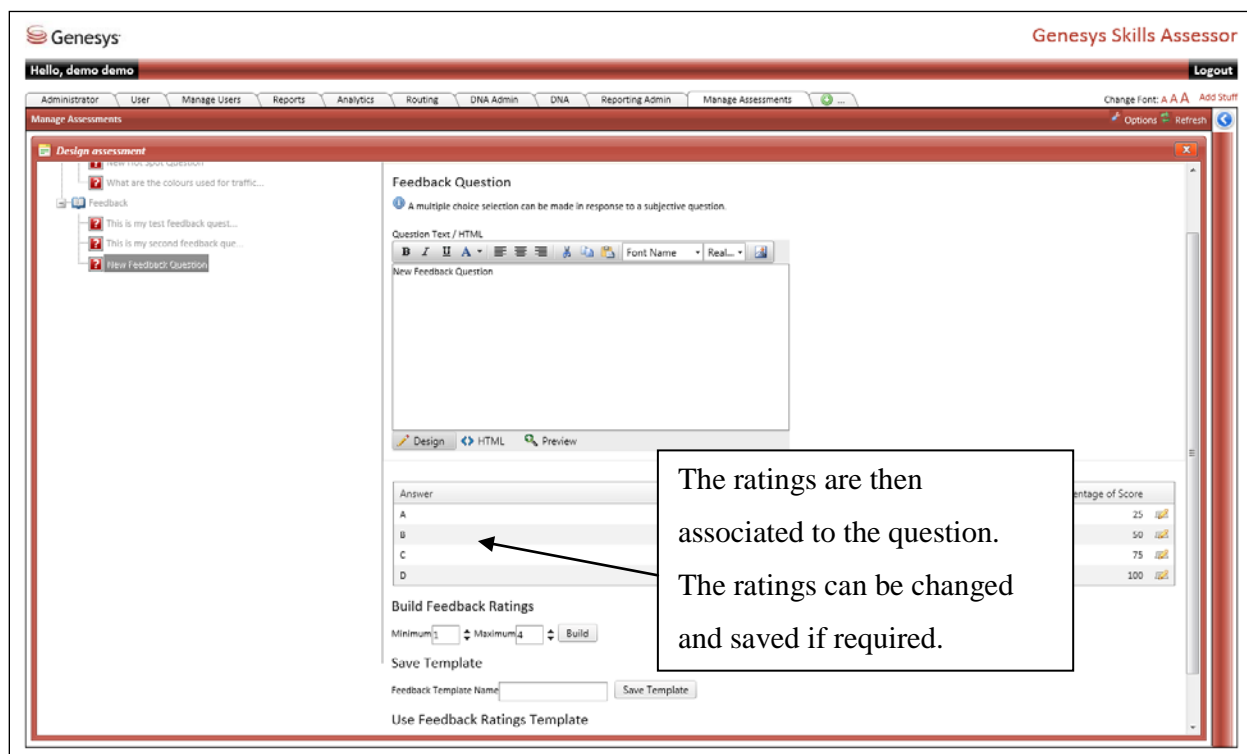 Genesys
Genesys Skills Assessor
Hello, demo demo
Logout
Administrator User Manage Users Reports Analytics Routing DNA Admin DNA Reporting Admin Manage Assessments ...
Change Font: A A A Add Stuff
Manage Assessments
Options Refresh
Design assessment
New Hot Spot Question
What are the colours used for traffic...
Feedback
This is my test feedback quest...
This is my second feedback que...
New Feedback Question
Feedback Question
A multiple choice selection can be made in response to a subjective question.
Question Text / HTML
B I U A Font Name Real...
New Feedback Question
Design HTML Preview
Answer
entage of Score
A 25
B 50
C 75
D 100
The ratings are then
associated to the question.
The ratings can be changed
and saved if required.
Build Feedback Ratings
Minimum 1 Maximum 4 Build
Save Template
Feedback Template Name Save Template
Use Feedback Ratings Template